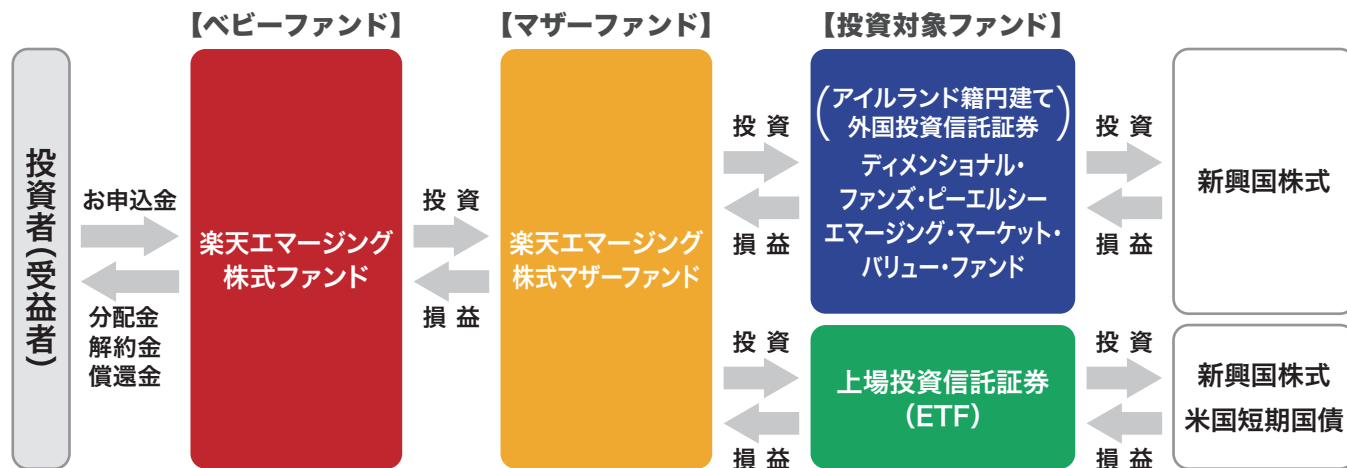 【ベビーファンド】
【マザーファンド】
【投資対象ファンド】
投資者(受益者)
お申込金
分配金
解約金
償還金
楽天エマージング
株式ファンド
投資
損益
楽天エマージング
株式マザーファンド
投資
損益
(アイルランド籍円建て
外国投資信託証券)
ディメンショナル・
ファンズ・ピーエルシー
エマージング・マーケット・
バリュー・ファンド
投資
損益
新興国株式
投資
損益
上場投資信託証券
(ETF)
投資
損益
新興国株式
米国短期国債